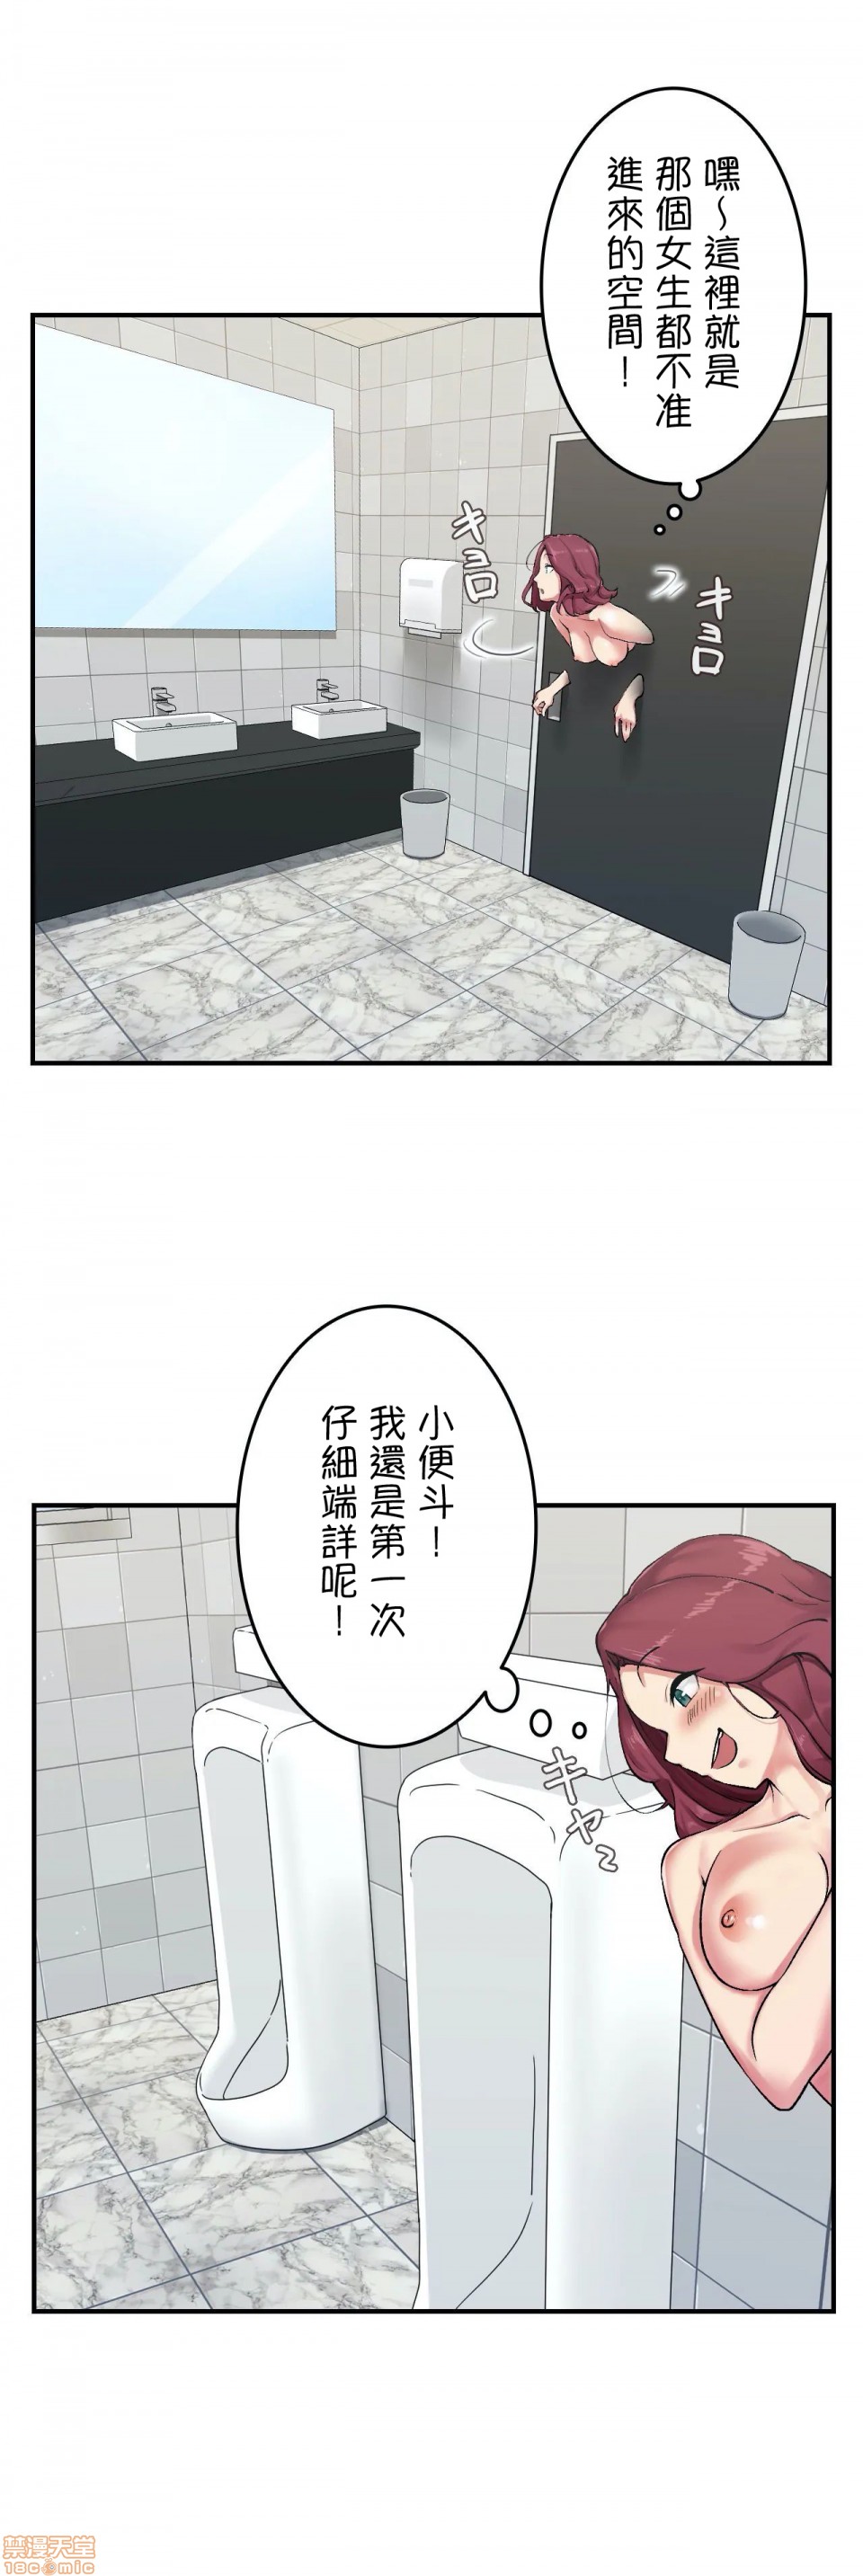 嘿～這裡就是
那個女生都不准
進來的空間！
キョロ
キョロ
小便斗！
我還是第一次
仔細端詳呢！
キャッ
禁漫天堂
18comic